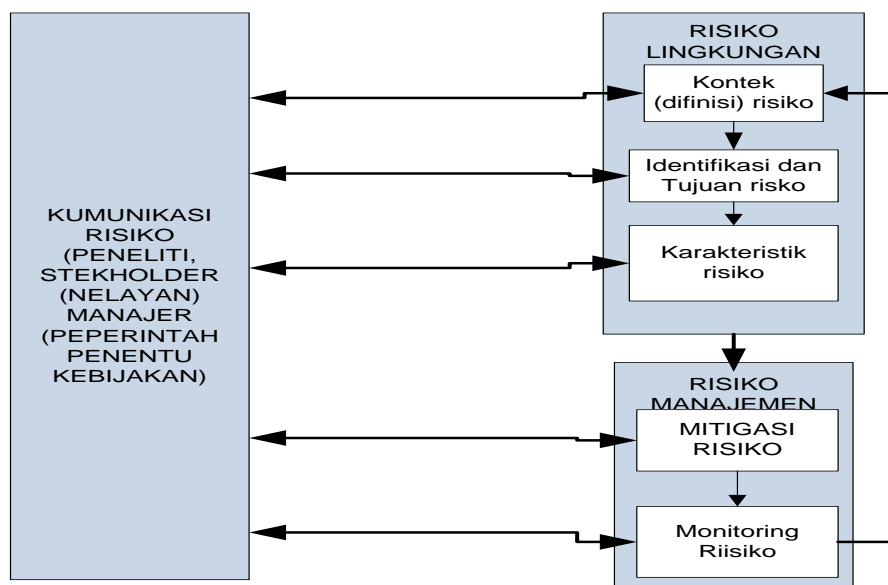 KUMUNIKASI
RISIKO
(PENELITI,
STEKHOLDER
(NELAYAN)
MANAJER
(PEPERINTAH
PENENTU
KEBIJAKAN)
RISIKO
LINGKUNGAN
Kontek
(difinisi) risiko
Identifikasi dan
Tujuan risko
Karakteristik
risiko
RISIKO
MANAJEMEN
MITIGASI
RISIKO
Monitoring
Riisiko